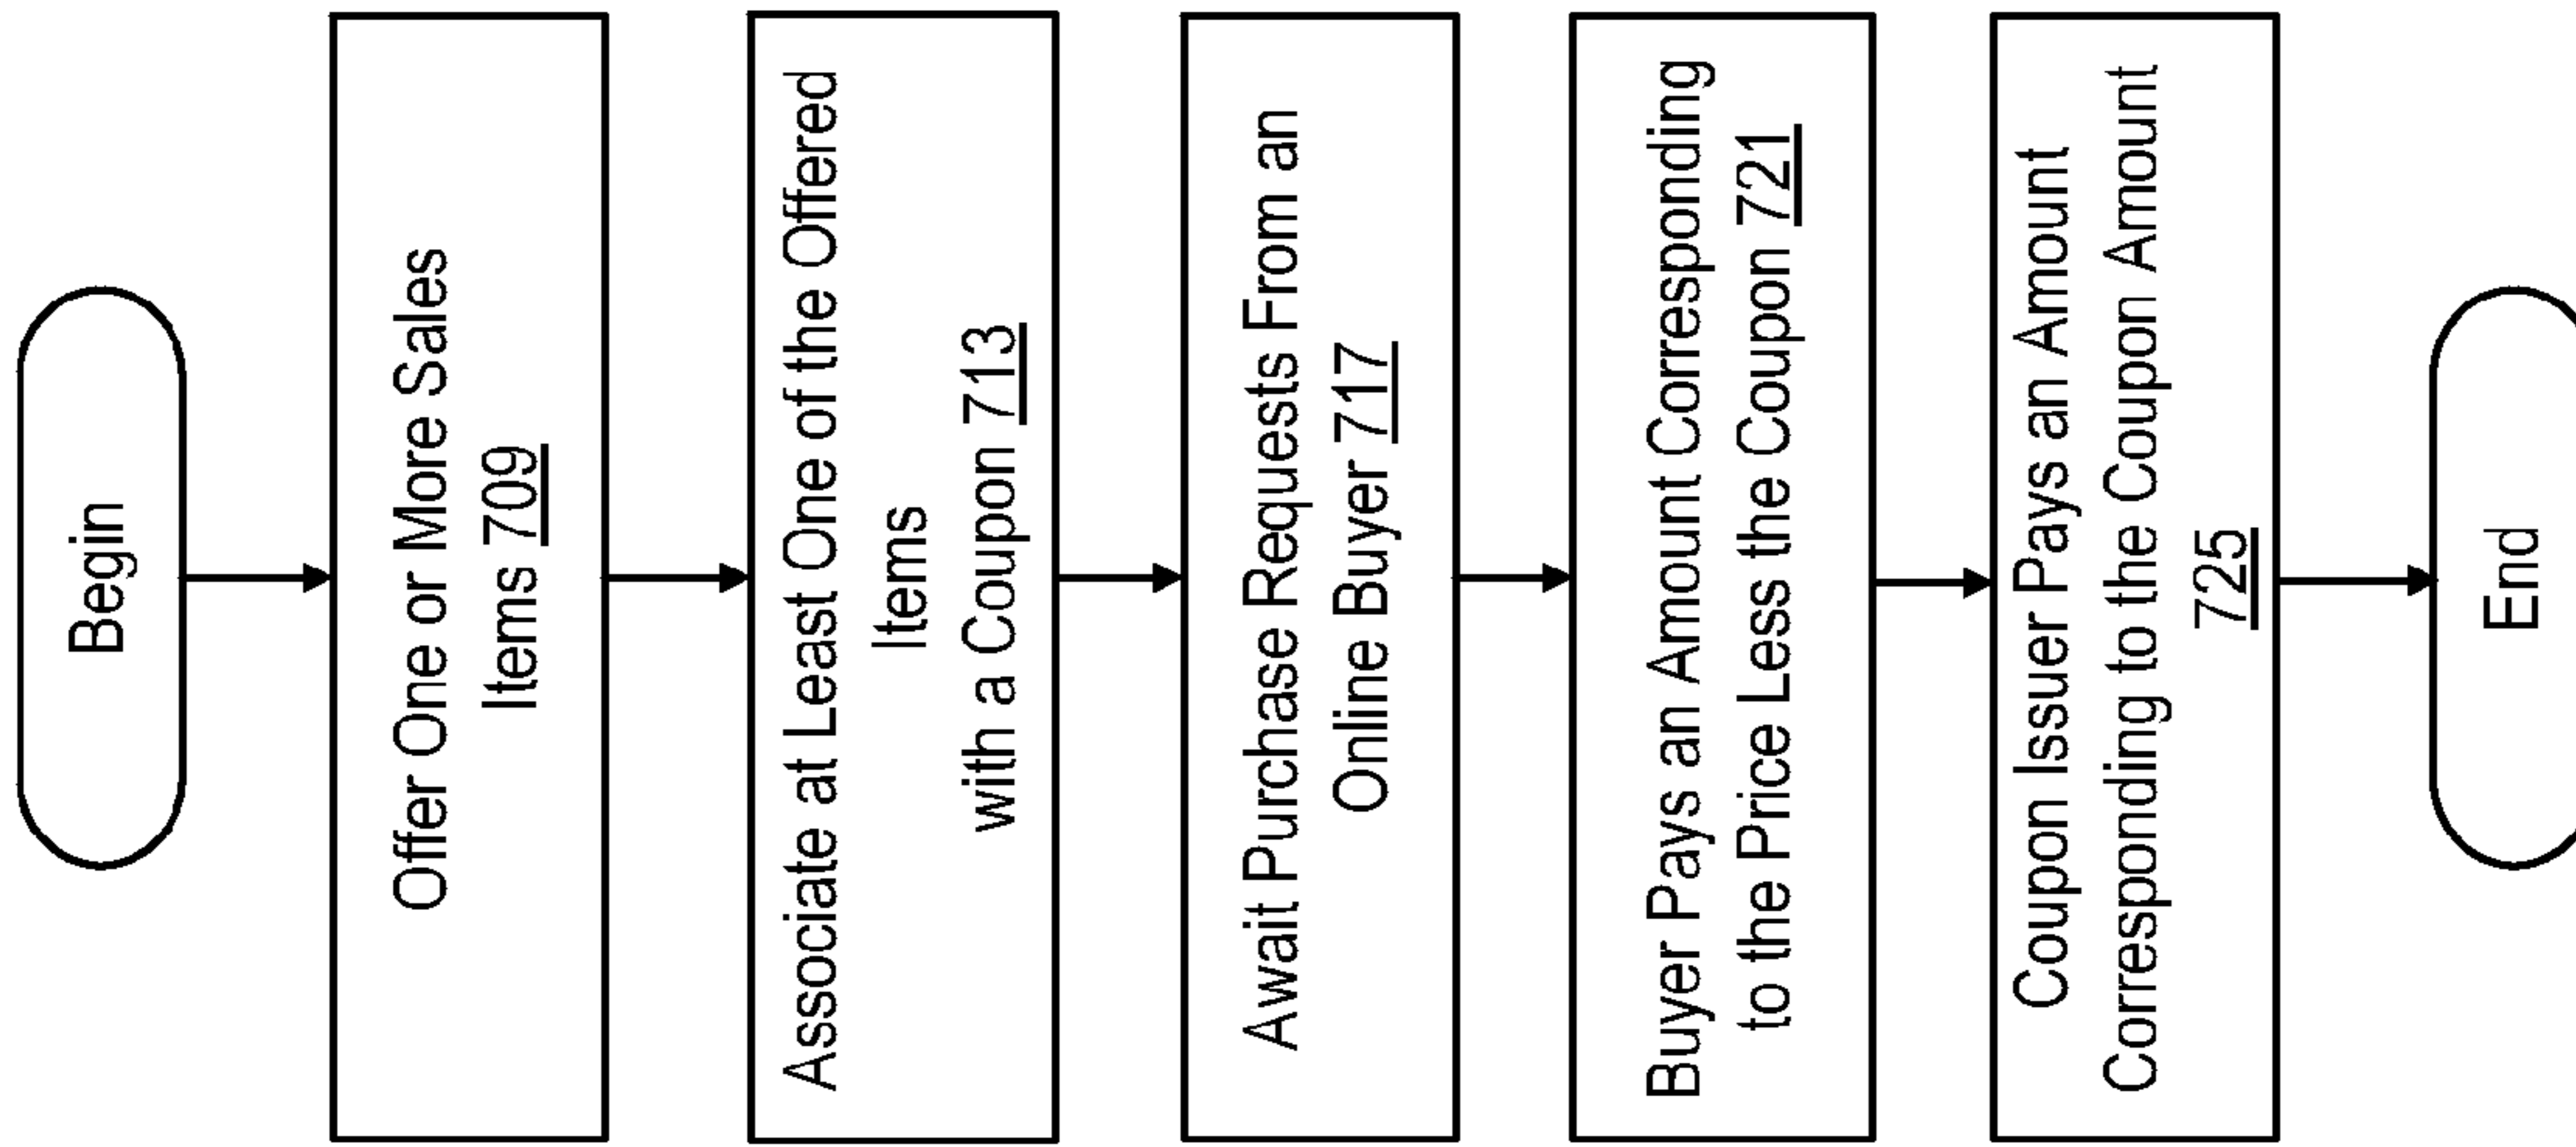 Begin
Offer One or More Sales
Items 709
Associate at Least One of the Offered
Items
with a Coupon 713
Await Purchase Requests From an
Online Buyer 717
Buyer Pays an Amount Corresponding
to the Price Less the Coupon 721
Coupon Issuer Pays an Amount
Corresponding to the Coupon Amount
725
End